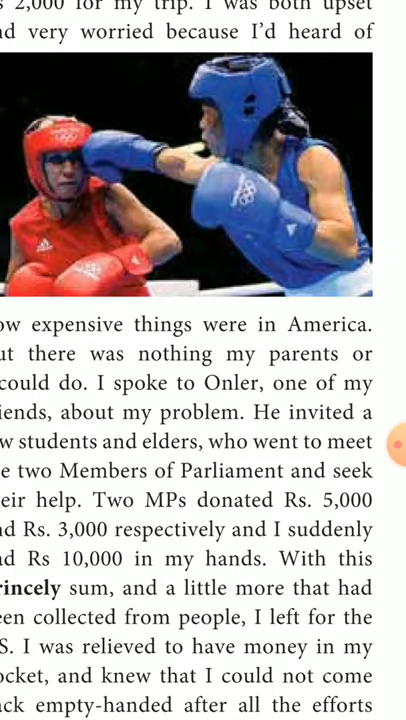 s 2,000 for my trip. I was both upset
nd very worried because I’d heard of
ow expensive things were in America.
ut there was nothing my parents or
could do. I spoke to Onler, one of my
iends, about my problem. He invited a
w students and elders, who went to meet
e two Members of Parliament and seek
eir help. Two MPs donated Rs. 5,000
nd Rs. 3,000 respectively and I suddenly
ad Rs 10,000 in my hands. With this
rincely sum, and a little more that had
een collected from people, I left for the
S. I was relieved to have money in my
ocket, and knew that I could not come
ack empty-handed after all the efforts